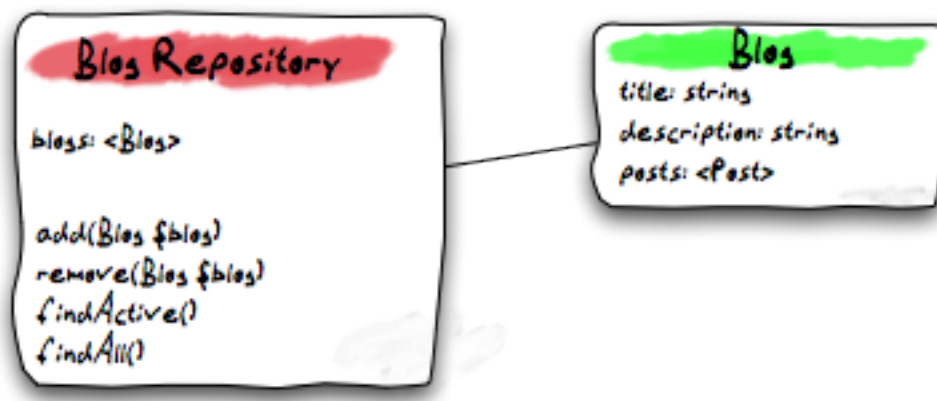 Blog Repository
blogs: <Blog>
add(Blog $blog)
remove(Blog $blog)
findActive()
findAll()
Blog
title: string
description: string
posts: <Post>